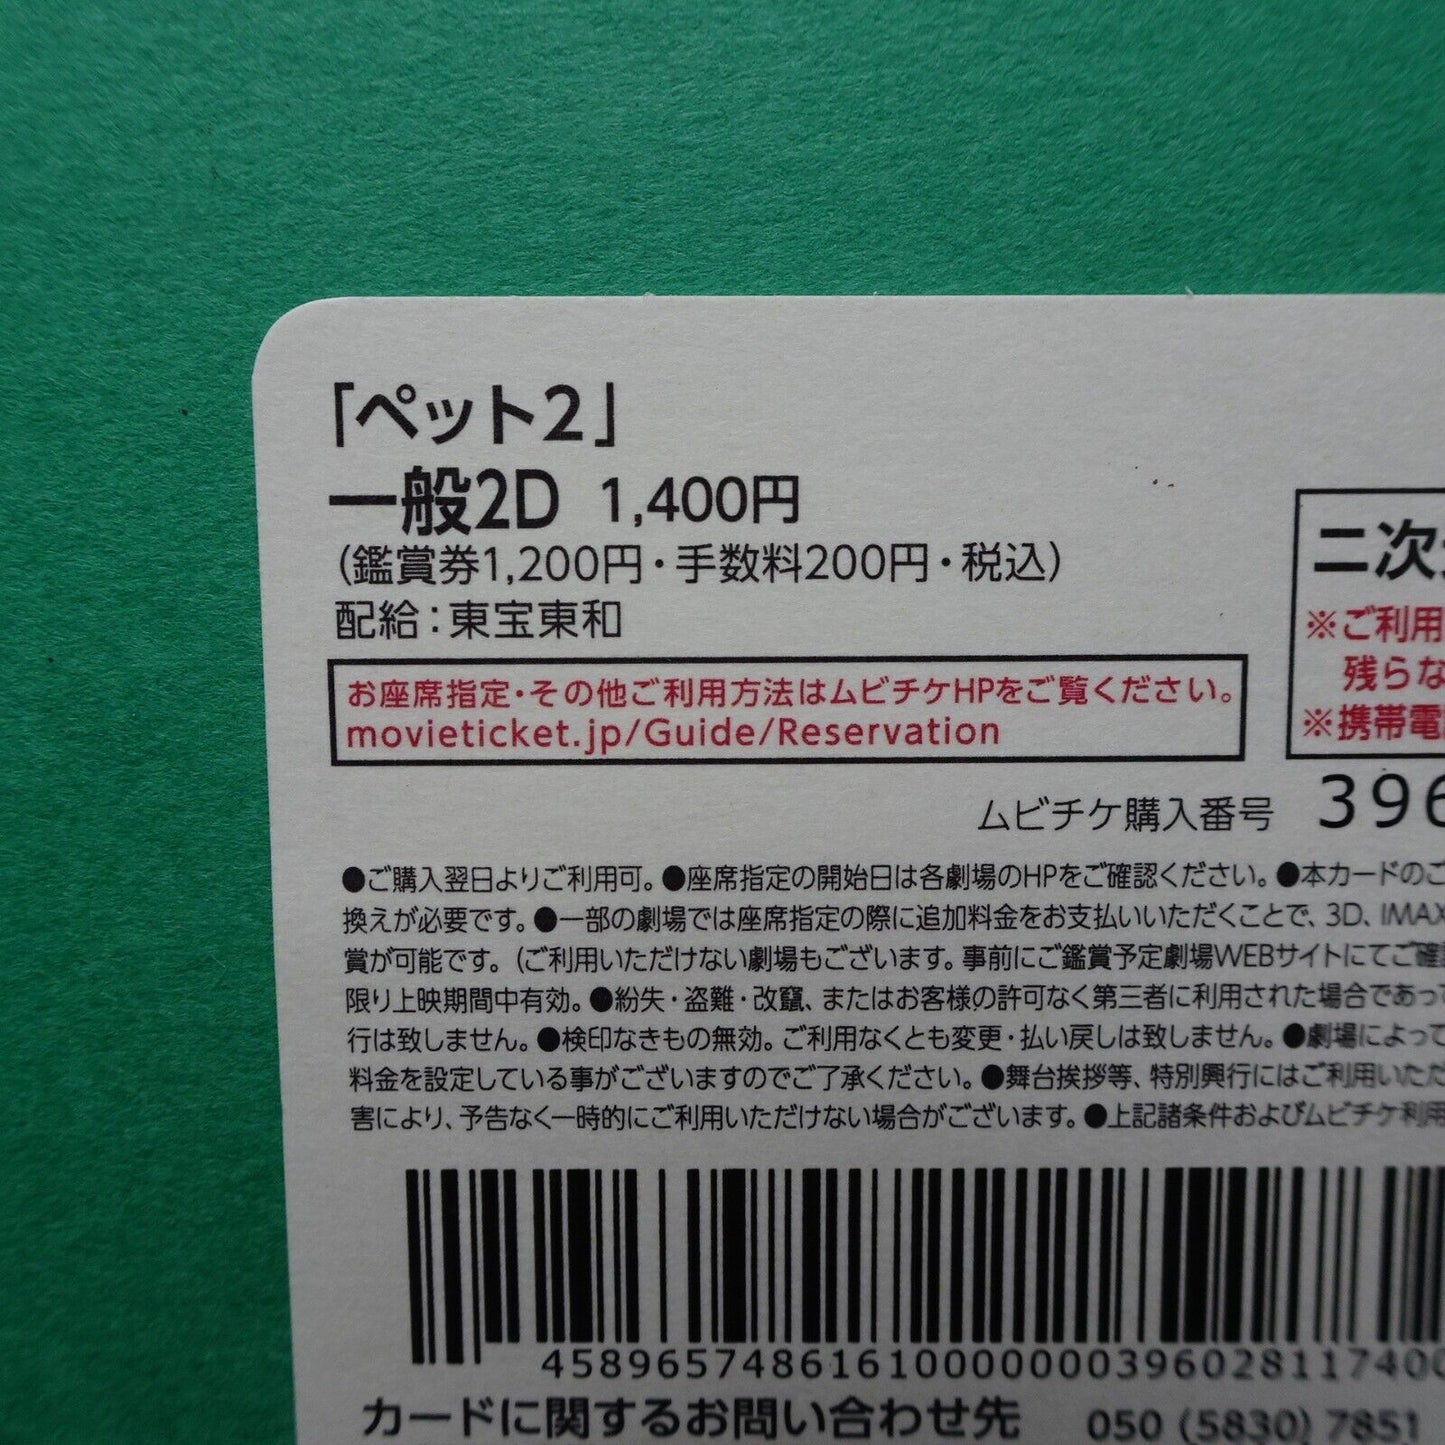 「ペット2」
一般2D 1,400円
(鑑賞券1,200円・手数料200円・税込)
配給:東宝東和
お座席指定・その他ご利用方法はムビチケHPをご覧ください。
movieticket.jp/Guide/Reservation
二次
※ご利用
残らな
※携帯電
ムビチケ購入番号 396
●ご購入翌日よりご利用可。●座席指定の開始日は各劇場のHPをご確認ください。●本カードのご
換えが必要です。●一部の劇場では座席指定の際に追加料金をお支払いいただくことで、3D、IMAX
賞が可能です。(ご利用いただけない劇場もございます。事前にご鑑賞予定劇場WEBサイトにてご確
限り上映期間中有効。●紛失・盗難・改竄、またはお客様の許可なく第三者に利用された場合であって
行は致しません。●検印なきもの無効。ご利用なくとも変更・払い戻しは致しません。●劇場によって
料金を設定している事がございますのでご了承ください。●舞台挨拶等、特別興行にはご利用いただ
害により、予告なく一時的にご利用いただけない場合がございます。●上記諸条件およびムビチケ利用
4589657486161000000039602811740
カードに関するお問い合わせ先 050 (5830) 7851